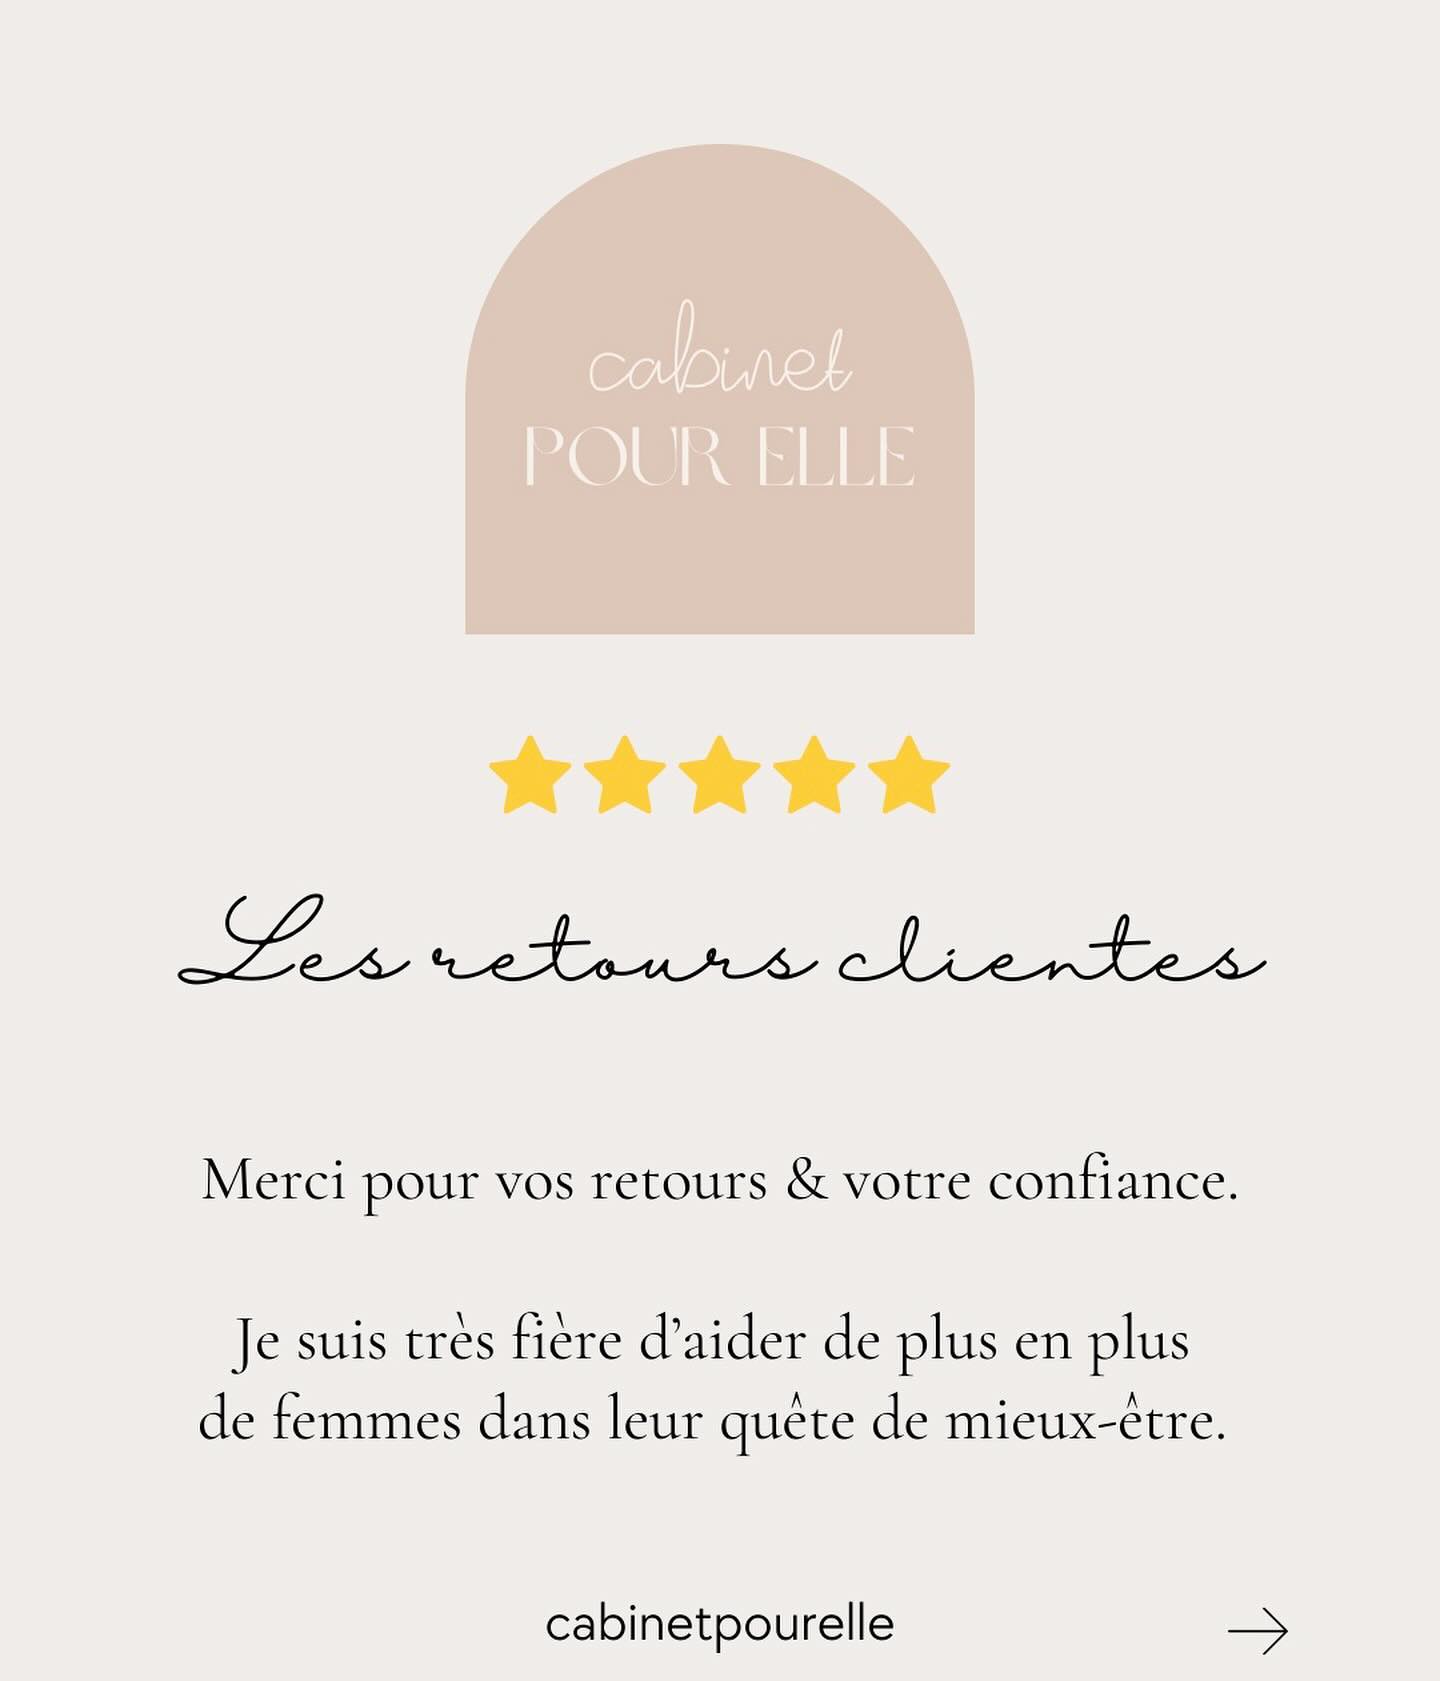 cabinet
POUR ELLE
Les retours clientes
Merci pour vos retours & votre confiance.
Je suis très fière d’aider de plus en plus
de femmes dans leur quête de mieux-être.
cabinetpourelle